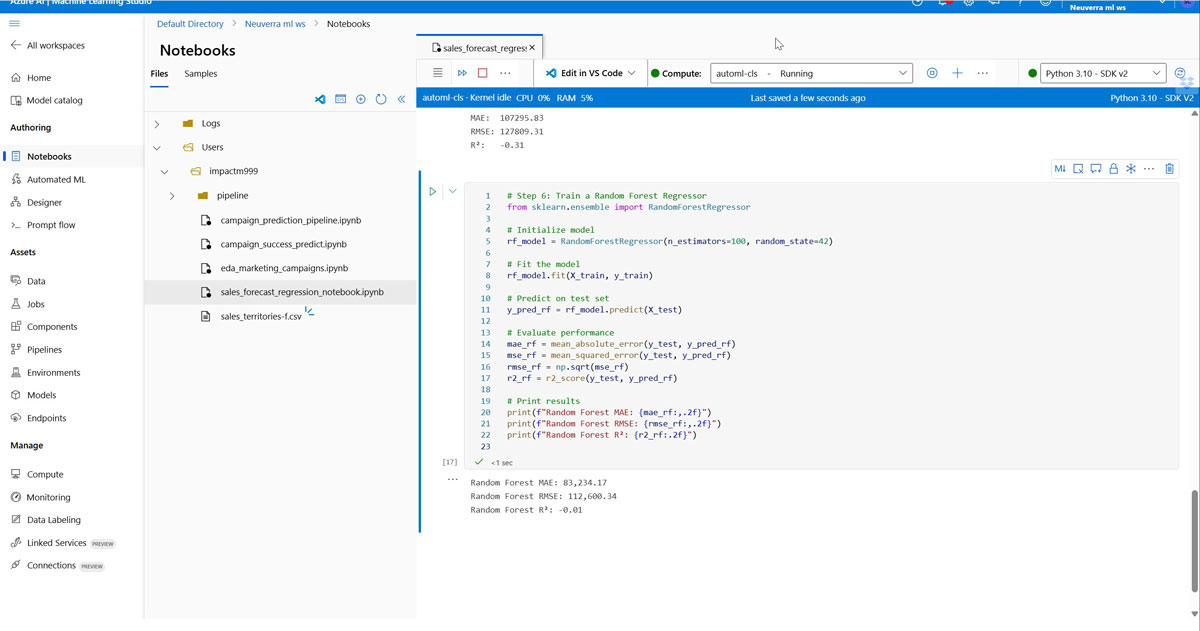 Azure AI | Machine Learning Studio
Neuverra ml ws
All workspaces
Home
Model catalog
Authoring
Notebooks
Automated ML
Designer
Prompt flow
Assets
Data
Jobs
Components
Pipelines
Environments
Models
Endpoints
Manage
Compute
Monitoring
Data Labeling
Linked Services PREVIEW
Connections PREVIEW
Default Directory > Neuverra ml ws > Notebooks
Notebooks
Files Samples
Logs
Users
impactm999
pipeline
campaign_prediction_pipeline.ipynb
campaign_success_predict.ipynb
eda_marketing_campaigns.ipynb
sales_forecast_regression_notebook.ipynb
sales_territories-f.csv
sales_forecast_regres
Edit in VS Code
Compute: automl-cls - Running
Python 3.10 - SDK v2
automl-cls · Kernel idle CPU 0% RAM 5%
Last saved a few seconds ago
Python 3.10 - SDK V2
MAE: 107295.83
RMSE: 127809.31
R²: -0.31
M↓
1 # Step 6: Train a Random Forest Regressor
2 from sklearn.ensemble import RandomForestRegressor
3
4 # Initialize model
5 rf_model = RandomForestRegressor(n_estimators=100, random_state=42)
6
7 # Fit the model
8 rf_model.fit(X_train, y_train)
9
10 # Predict on test set
11 y_pred_rf = rf_model.predict(X_test)
12
13 # Evaluate performance
14 mae_rf = mean_absolute_error(y_test, y_pred_rf)
15 mse_rf = mean_squared_error(y_test, y_pred_rf)
16 rmse_rf = np.sqrt(mse_rf)
17 r2_rf = r2_score(y_test, y_pred_rf)
18
19 # Print results
20 print(f"Random Forest MAE: {mae_rf:,.2f}")
21 print(f"Random Forest RMSE: {rmse_rf:,.2f}")
22 print(f"Random Forest R²: {r2_rf:.2f}")
23
[17] <1 sec
Random Forest MAE: 83,234.17
Random Forest RMSE: 112,600.34
Random Forest R²: -0.01